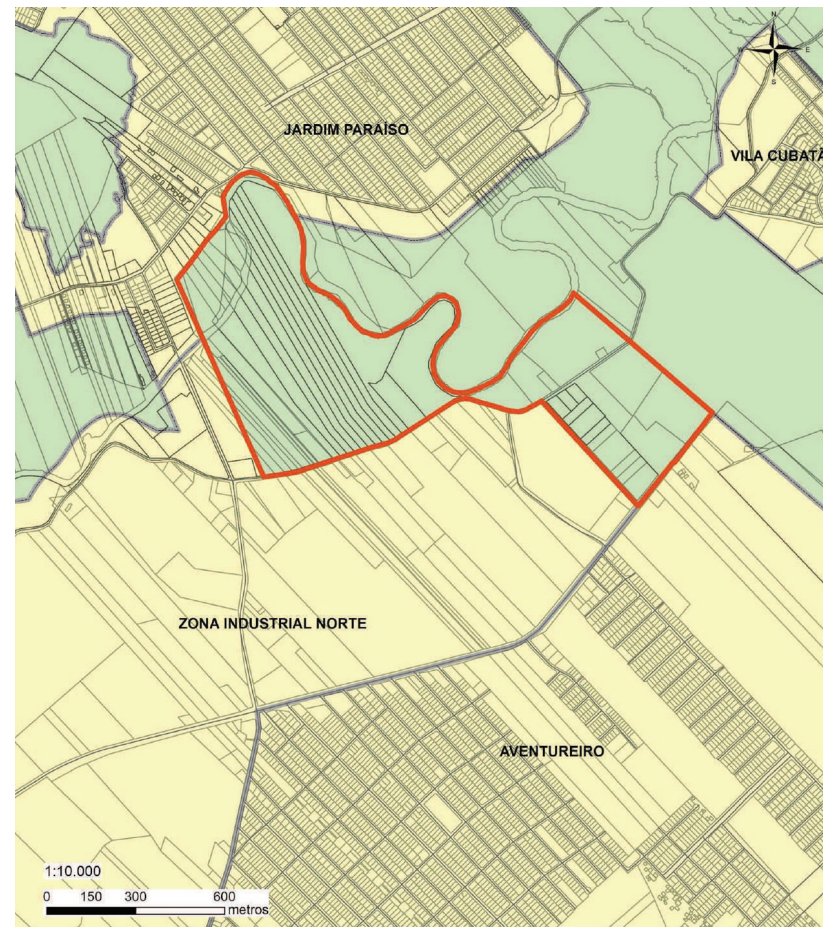 N
W E
S
JARDIM PARAÍSO
VILA CUBATÃ
ZONA INDUSTRIAL NORTE
AVENTUREIRO
1:10.000
0 150 300 600
metros